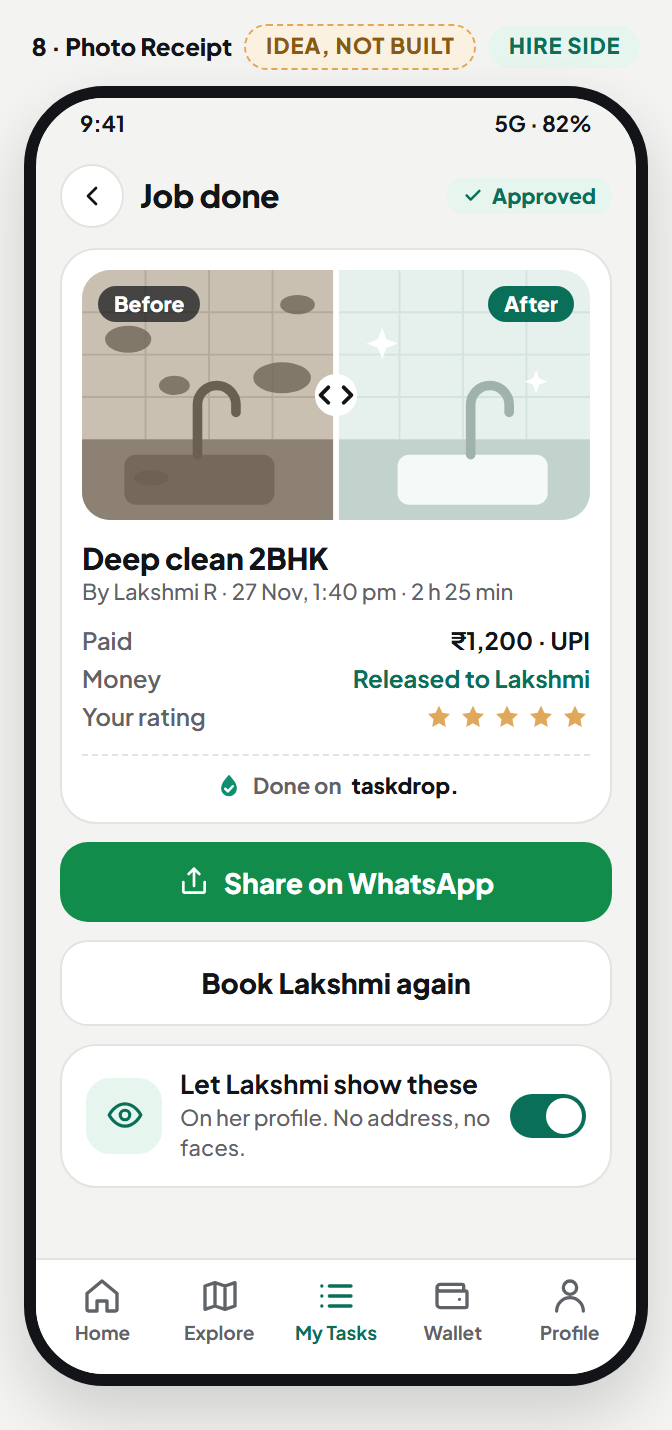 8 · Photo Receipt
IDEA, NOT BUILT
HIRE SIDE
9:41
5G · 82%
Job done
Approved
Before
After
Deep clean 2BHK
By Lakshmi R · 27 Nov, 1:40 pm · 2 h 25 min
Paid
₹1,200 · UPI
Money
Released to Lakshmi
Your rating
Done on taskdrop.
Share on WhatsApp
Book Lakshmi again
Let Lakshmi show these
On her profile. No address, no
faces.
Home
Explore
My Tasks
Wallet
Profile